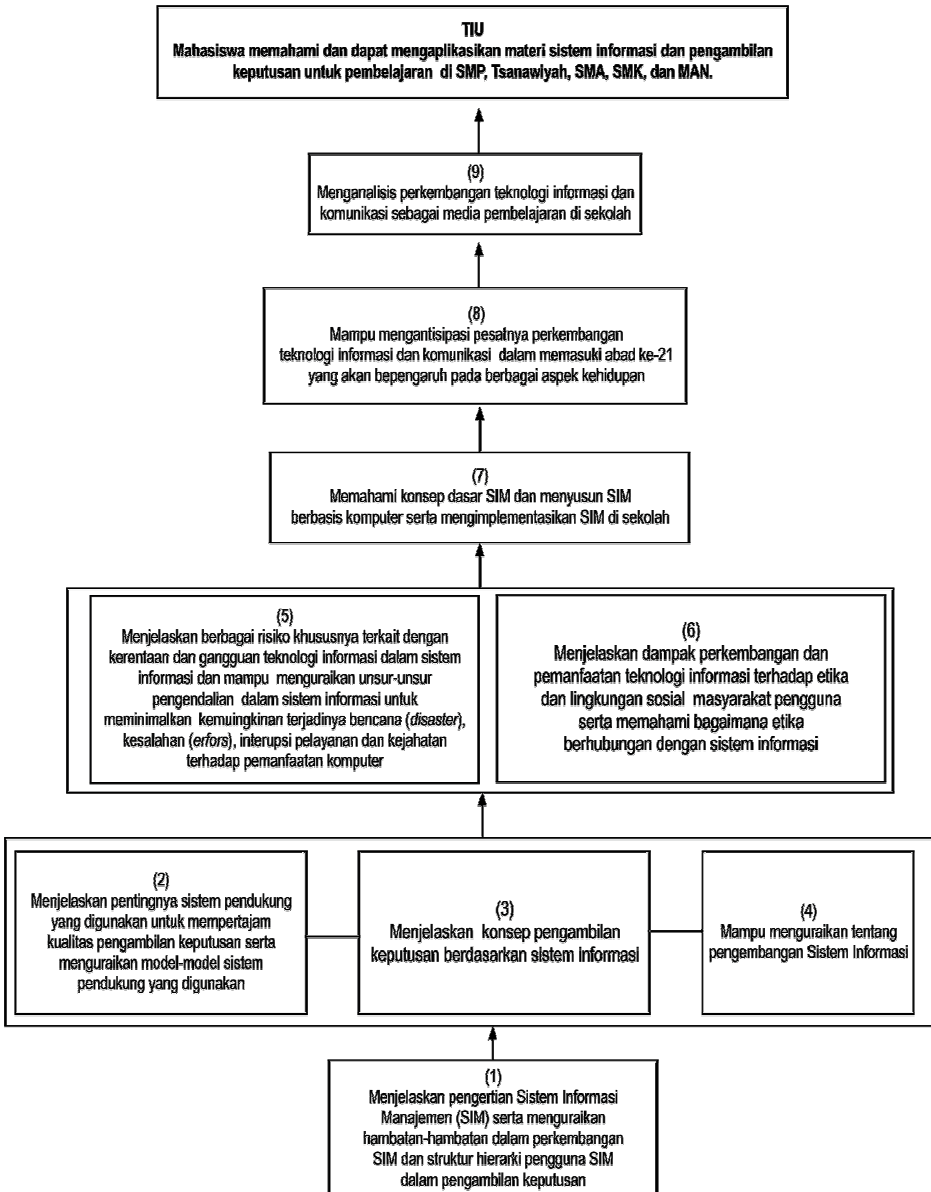 TIU
Mahasiswa memahami dan dapat mengaplikasikan materi sistem informasi dan pengambilan
keputusan untuk pembelajaran di SMP, Tsanawiyah, SMA, SMK, dan MAN.
(9)
Menganalisis perkembangan teknologi informasi dan
komunikasi sebagai media pembelajaran di sekolah
(8)
Mampu mengantisipasi pesatnya perkembangan
teknologi informasi dan komunikasi dalam memasuki abad ke-21
yang akan bepengaruh pada berbagai aspek kehidupan
(7)
Memahami konsep dasar SIM dan menyusun SIM
berbasis komputer serta mengimplementasikan SIM di sekolah
(5)
Menjelaskan berbagai risiko khususnya terkait dengan
kerentaan dan gangguan teknologi informasi dalam sistem
informasi dan mampu menguraikan unsur-unsur
pengendalian dalam sistem informasi untuk
meminimalkan kemuingkinan terjadinya bencana (disaster),
kesalahan (errors), interupsi pelayanan dan kejahatan
terhadap pemanfaatan komputer
(6)
Menjelaskan dampak perkembangan dan
pemanfaatan teknologi informasi terhadap etika
dan lingkungan sosial masyarakat pengguna
serta memahami bagaimana etika
berhubungan dengan sistem informasi
(2)
Menjelaskan pentingnya sistem pendukung
yang digunakan untuk mempertajam
kualitas pengambilan keputusan serta
menguraikan model-model sistem
pendukung yang digunakan
(3)
Menjelaskan konsep pengambilan
keputusan berdasarkan sistem Informasi
(4)
Mampu menguraikan tentang
pengembangan Sistem Informasi
(1)
Menjelaskan pengertian Sistem Informasi
Manajemen (SIM) serta menguraikan
hambatan-hambatan dalam perkembangan
SIM dan struktur hierarki pengguna SIM
dalam pengambilan keputusan